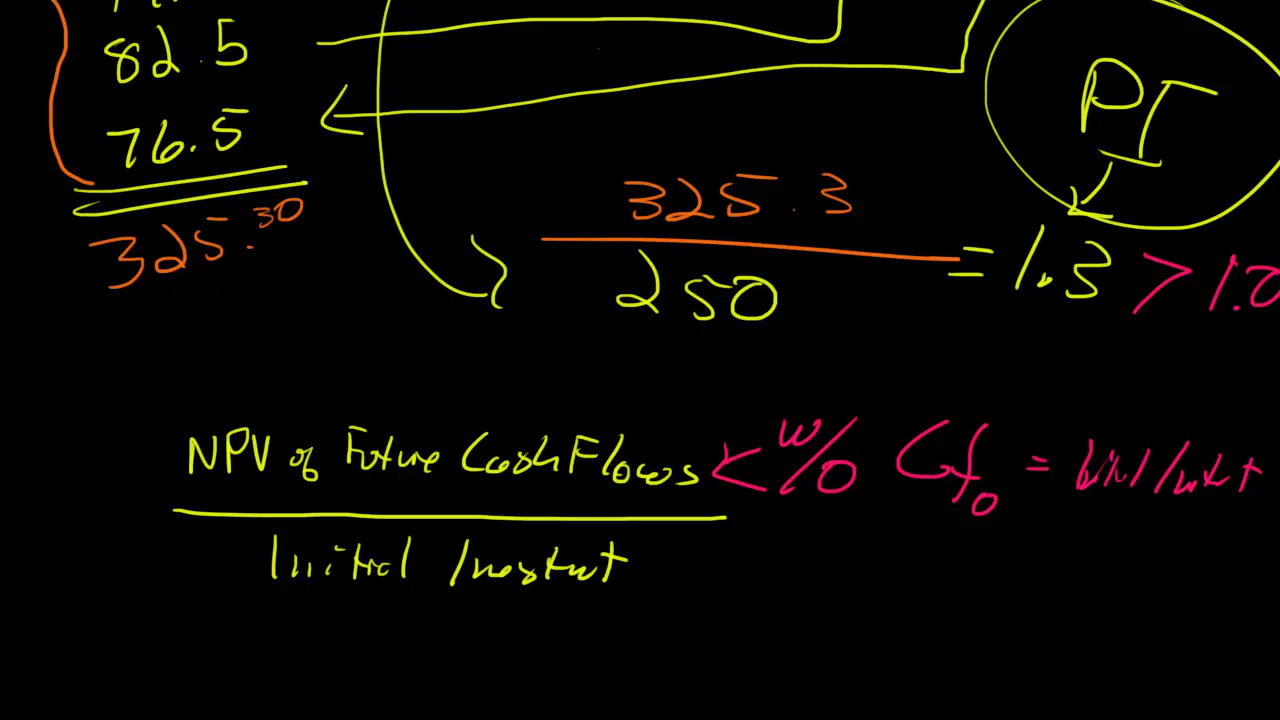 82.5
76.5
325.30
PI
325.3
250
= 1.3 > 1.0
NPV of Future Cash Flows < w/o CF0 =
Initial